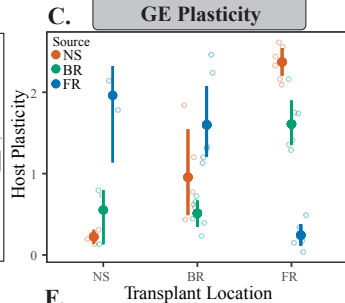 C.
GE Plasticity
Source
NS
BR
FR
Host Plasticity
2
1
0
NS BR FR
Transplant Location